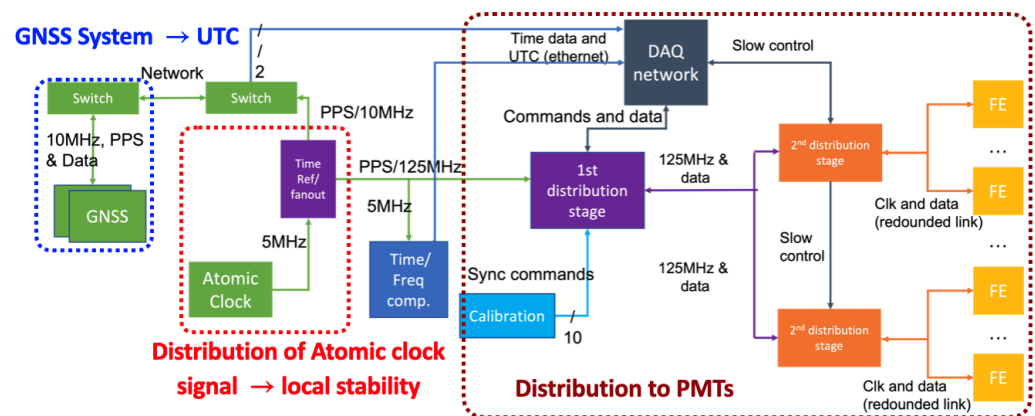 GNSS System → UTC
Network
/
/
2
Time data and
UTC (ethernet)
DAQ
network
Slow control
Switch
Switch
PPS/10MHz
Commands and data
FE
...
FE
10MHz, PPS
& Data
GNSS
Time
Ref/
fanout
PPS/125MHz
5MHz
1st
distribution
stage
125MHz &
data
2nd distribution
stage
Clk and data
(redounded link)
...
5MHz
Atomic
Clock
Time/
Freq
comp.
Sync commands
Calibration
/
10
125MHz &
data
Slow
control
2nd distribution
stage
FE
...
FE
Clk and data
(redounded link)
Distribution of Atomic clock
signal → local stability
Distribution to PMTs